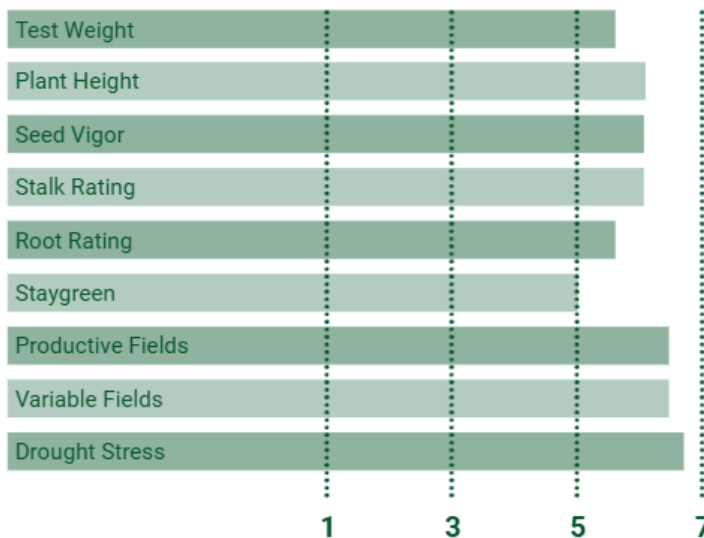 Test Weight
Plant Height
Seed Vigor
Stalk Rating
Root Rating
Staygreen
Productive Fields
Variable Fields
Drought Stress
1 3 5 7